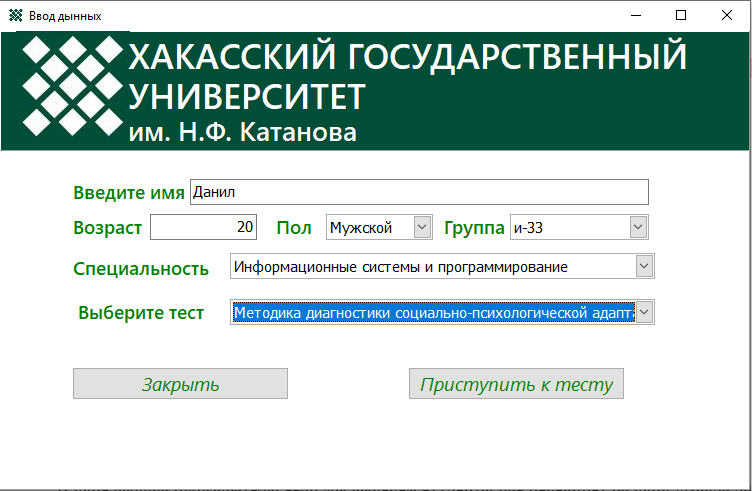 Ввод дынных
ХАКАССКИЙ ГОСУДАРСТВЕННЫЙ
УНИВЕРСИТЕТ
им. Н.Ф. Катанова
Введите имя Данил
Возраст 20 Пол Мужской Группа и-33
Специальность Информационные системы и программирование
Выберите тест Методика диагностики социально-психологической адапт
Закрыть Приступить к тесту